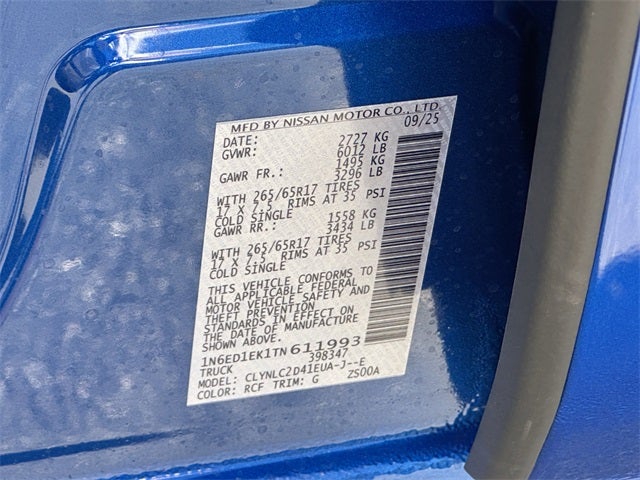 MFD BY NISSAN MOTOR CO., LTD.
DATE: 09/25
GVWR: 2727 KG
6012 LB
GAWR FR.: 1495 KG
3296 LB
WITH 265/65R17 TIRES
17 X 7.5 RIMS AT 35 PSI
COLD SINGLE
GAWR RR.: 1558 KG
3434 LB
WITH 265/65R17 TIRES
17 X 7.5 RIMS AT 35 PSI
COLD SINGLE
THIS VEHICLE CONFORMS TO
ALL APPLICABLE FEDERAL
MOTOR VEHICLE SAFETY AND
THEFT PREVENTION
STANDARDS IN EFFECT ON
THE DATE OF MANUFACTURE
SHOWN ABOVE.
1N6ED1EK1TN611993
TRUCK 398347
MODEL: CLYNLC2D41EUA-J--E
COLOR: RCF TRIM: G ZS00A